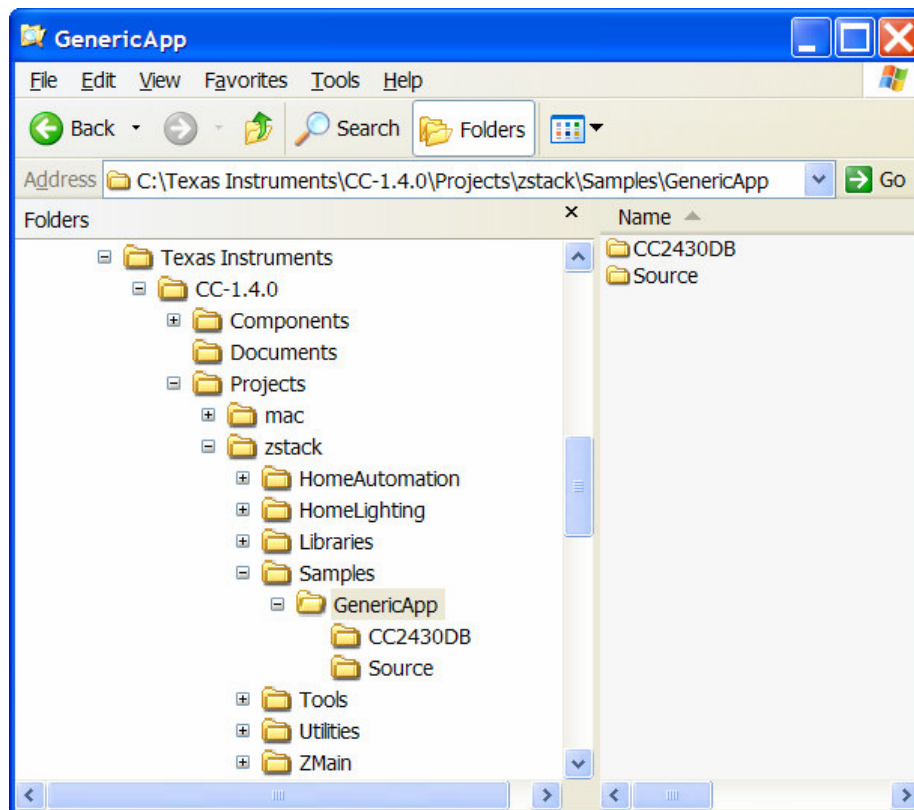 GenericApp
File Edit View Favorites Tools Help
Back Search Folders
Address C:\Texas Instruments\CC-1.4.0\Projects\zstack\Samples\GenericApp Go
Folders
Texas Instruments
CC-1.4.0
Components
Documents
Projects
mac
zstack
HomeAutomation
HomeLighting
Libraries
Samples
GenericApp
CC2430DB
Source
Tools
Utilities
ZMain
Name
CC2430DB
Source